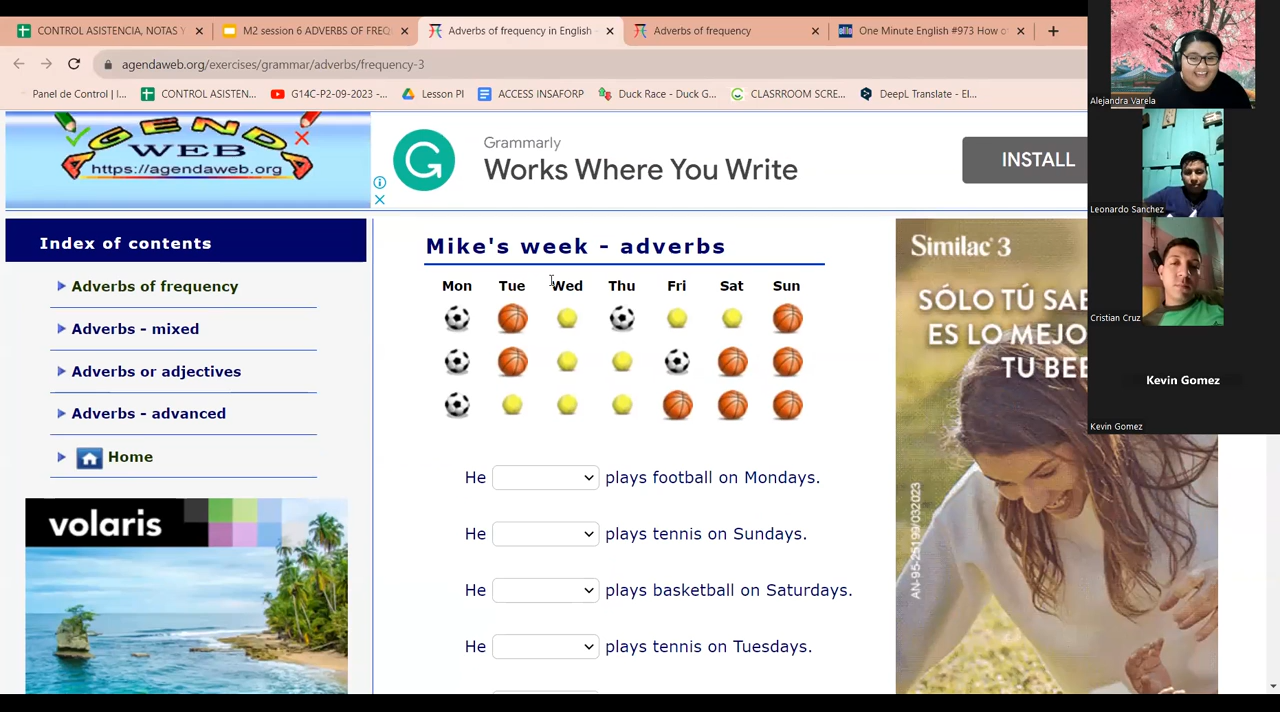 CONTROL ASISTENCIA, NOTAS Y
M2 session 6 ADVERBS OF FREQ
Adverbs of frequency in English -
Adverbs of frequency
One Minute English #973 How o
agendaweb.org/exercises/grammar/adverbs/frequency-3
Panel de Control | I...
CONTROL ASISTEN...
G14C-P2-09-2023 -...
Lesson Pl
ACCESS INSAFORP
Duck Race - Duck G...
CLASRROOM SCRE...
DeepL Translate - El...
AGENDA
WEB
https://agendaweb.org
Grammarly
Works Where You Write
INSTALL
Index of contents
Adverbs of frequency
Adverbs - mixed
Adverbs or adjectives
Adverbs - advanced
Home
volaris
Mike's week - adverbs
Mon Tue Wed Thu Fri Sat Sun
He plays football on Mondays.
He plays tennis on Sundays.
He plays basketball on Saturdays.
He plays tennis on Tuesdays.
Similac 3
SÓLO TÚ SAB
ES LO MEJO
TU BEB
AN-95-25199/032023
Alejandra Varela
Leonardo Sanchez
Cristian Cruz
Kevin Gomez
Kevin Gomez